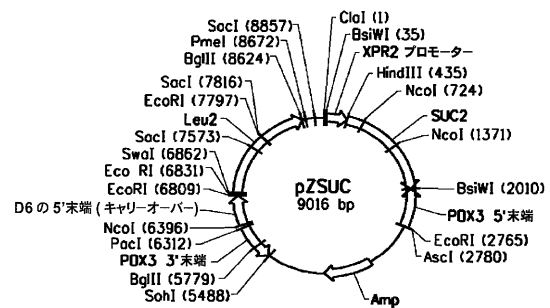 SacI (8857)
PmeI (8672)
BglII (8624)
SacI (7816)
EcoRI (7797)
Leu2
SacI (7573)
SwaI (6862)
Eco RI (6831)
EcoRI (6809)
D6 の 5'末端 (キャリーオーバー)
NcoI (6396)
PacI (6312)
POX3 3'末端
BglII (5779)
SphI (5488)
ClaI (1)
BsiWI (35)
XPR2 プロモーター
HindIII (435)
NcoI (724)
SUC2
NcoI (1371)
BsiWI (2010)
POX3 5'末端
EcoRI (2765)
AscI (2780)
Amp
pZSUC
9016 bp